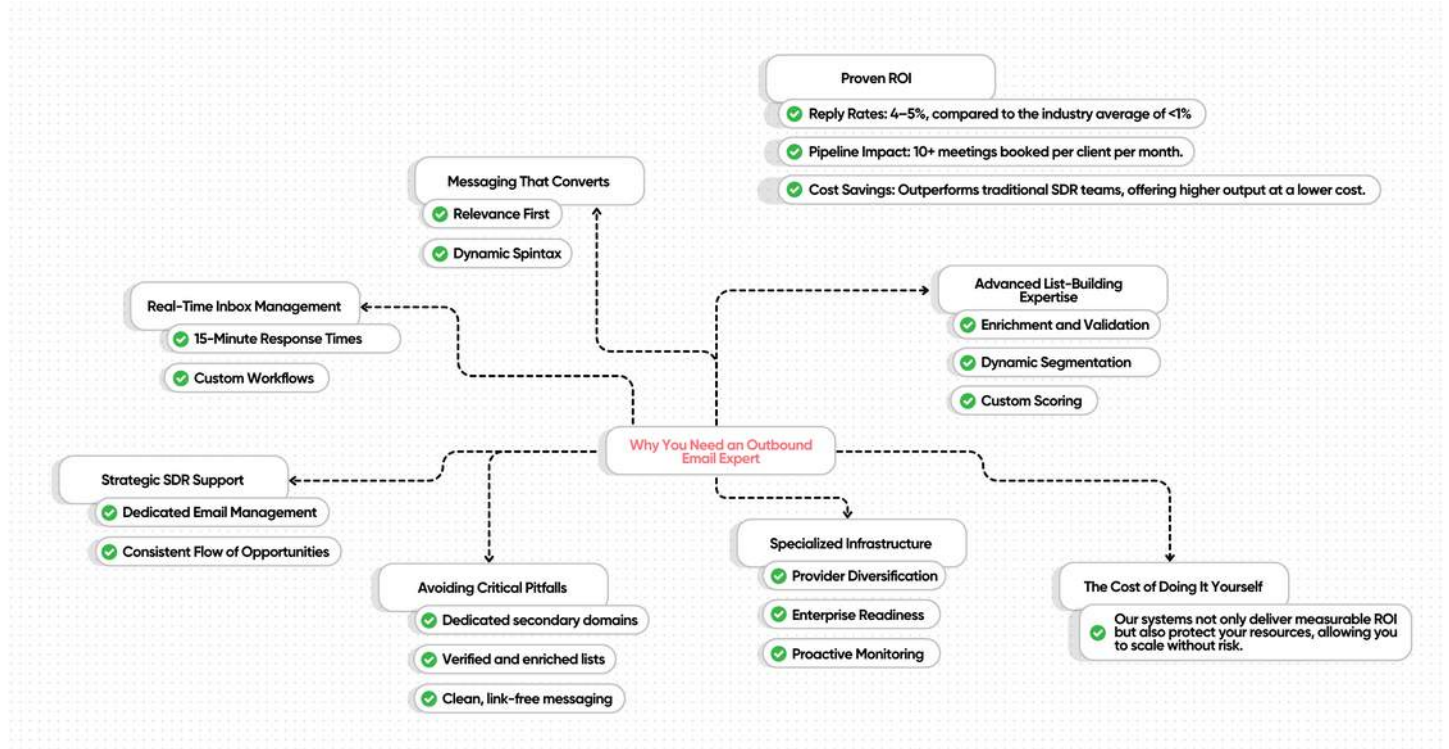 Proven ROI
Reply Rates: 4–5%, compared to the industry average of <1%
Pipeline Impact: 10+ meetings booked per client per month.
Cost Savings: Outperforms traditional SDR teams, offering higher output at a lower cost.
Messaging That Converts
Relevance First
Dynamic Spintax
Advanced List-Building
Expertise
Enrichment and Validation
Dynamic Segmentation
Custom Scoring
Real-Time Inbox Management
15-Minute Response Times
Custom Workflows
Why You Need an Outbound
Email Expert
Strategic SDR Support
Dedicated Email Management
Consistent Flow of Opportunities
Avoiding Critical Pitfalls
Dedicated secondary domains
Verified and enriched lists
Clean, link-free messaging
Specialized Infrastructure
Provider Diversification
Enterprise Readiness
Proactive Monitoring
The Cost of Doing It Yourself
Our systems not only deliver measurable ROI
but also protect your resources, allowing you
to scale without risk.